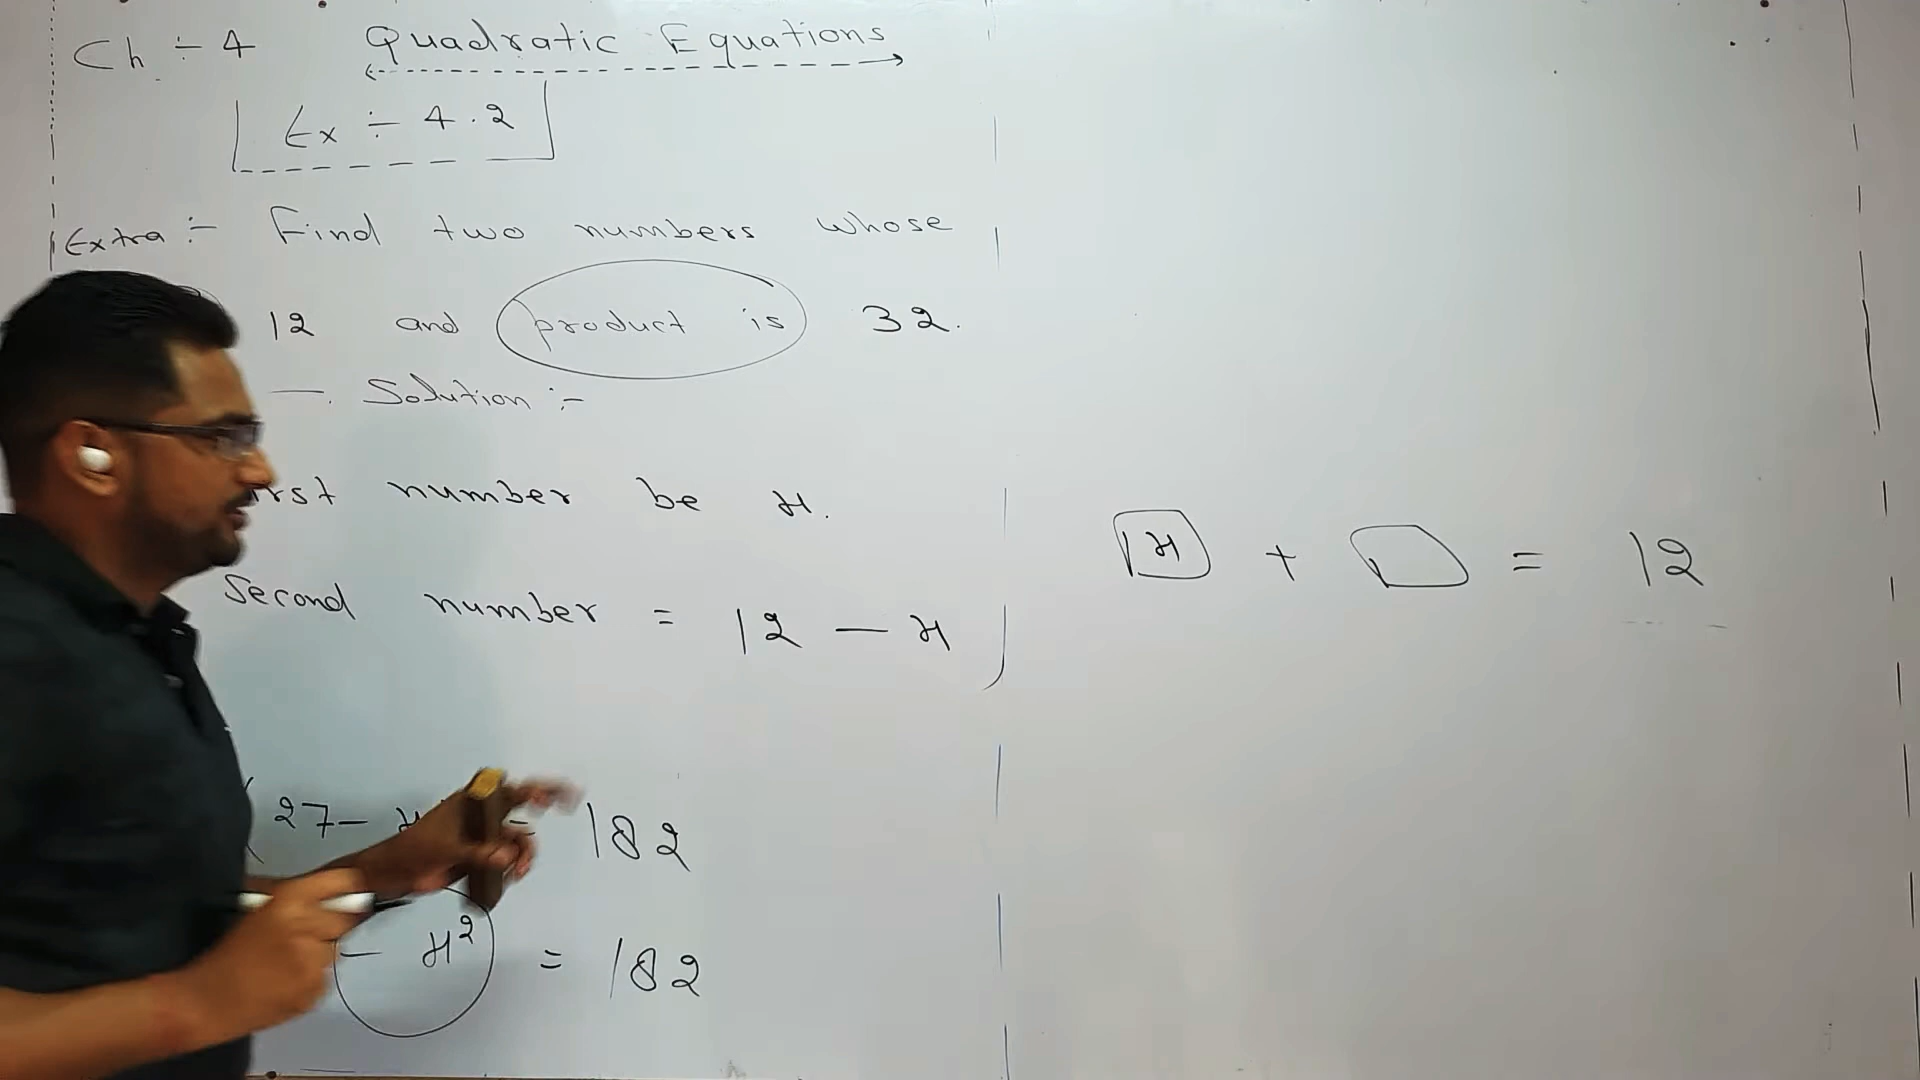 Ch ÷ 4 Quadratic Equations
Ex ÷ 4.2
Extra :- Find two numbers whose
12 and product is 32.
Solution :-
number be x.
Second number = 12 - x
x + = 12
(27 - x = 182
- x² = 182